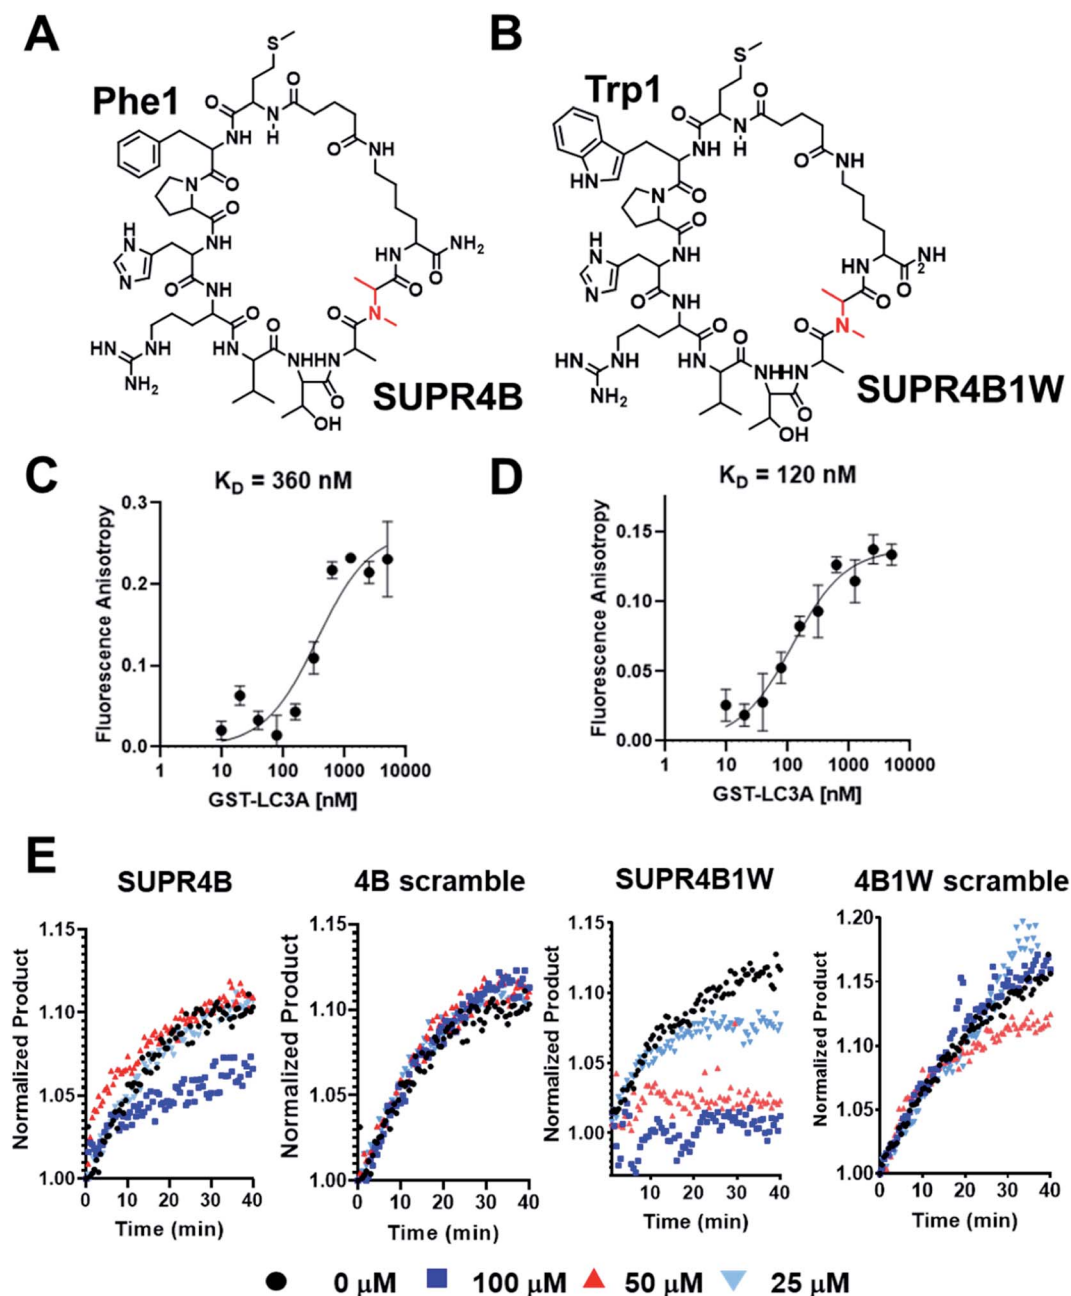 A
B
Phe1
Trp1
S
O
O
N
H
NH
O
NH
O
N
O
NH
H
N
N
O
NH
HN
NH
NH2
O
HN
O
HN
OH
O
HN
O
N
O
HN
O
NH2
SUPR4B
S
O
O
N
H
NH
O
NH
HN
O
N
O
NH
H
N
N
O
NH
HN
NH
NH2
O
HN
O
NH
HN
O
OH
O
N
O
HN
O
NH
2
SUPR4B1W
C
KD = 360 nM
Fluorescence Anisotropy
0.3
0.2
0.1
0.0
1 10 100 1000 10000
GST-LC3A [nM]
D
KD = 120 nM
Fluorescence Anisotropy
0.15
0.10
0.05
0.00
1 10 100 1000 10000
GST-LC3A [nM]
E
SUPR4B
Normalized Product
1.15
1.10
1.05
1.00
0 10 20 30 40
Time (min)
4B scramble
Normalized Product
1.15
1.10
1.05
1.00
0 10 20 30 40
Time (min)
SUPR4B1W
Normalized Product
1.15
1.10
1.05
1.00
10 20 30 40
Time (min)
4B1W scramble
Normalized Product
1.20
1.15
1.10
1.05
1.00
0 10 20 30 40
Time (min)
0 μM 100 μM 50 μM 25 μM